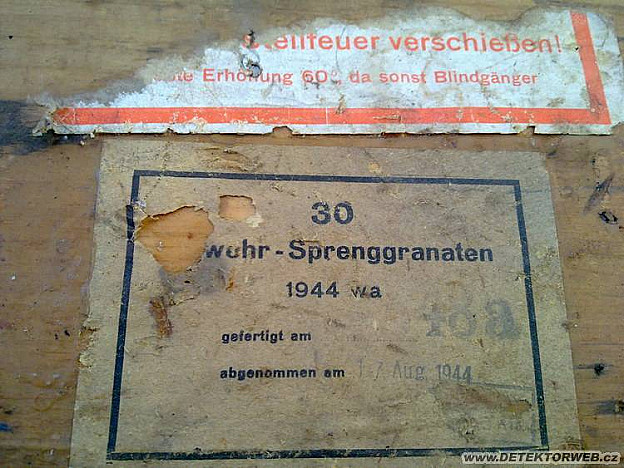 verschießen!
Erhöhung 60°, da sonst Blindgänger
30
wehr-Sprenggranaten
1944 wa
gefertigt am
abgenommen am 17 Aug 1944
www.DETEKTORWEB.cz